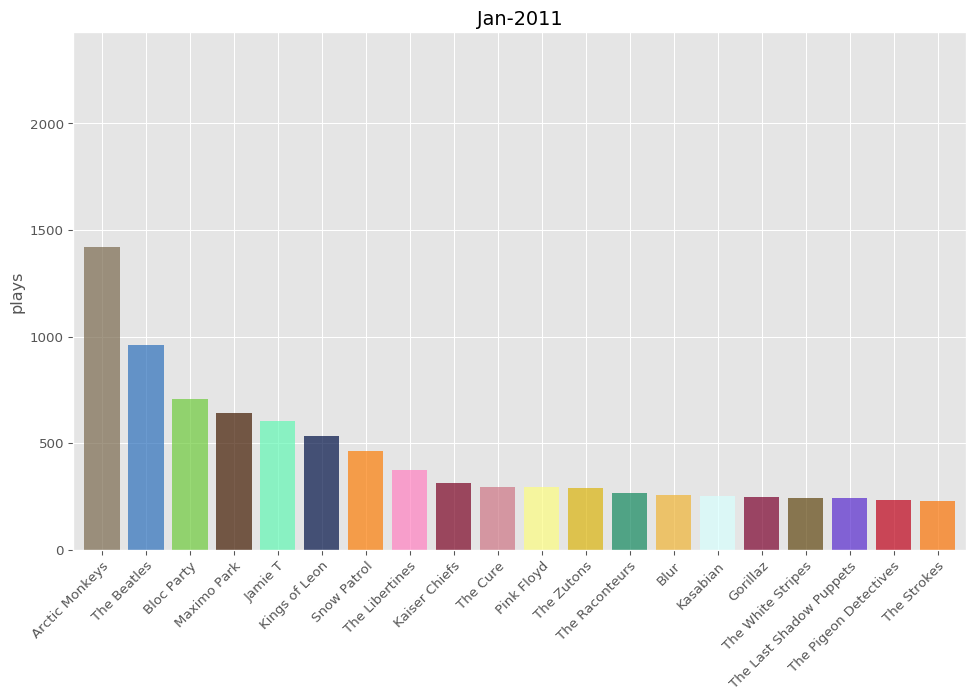 Jan-2011
plays
2000
1500
1000
500
0
Arctic Monkeys
The Beatles
Bloc Party
Maximo Park
Jamie T
Kings of Leon
Snow Patrol
The Libertines
Kaiser Chiefs
The Cure
Pink Floyd
The Zutons
The Raconteurs
Blur
Kasabian
Gorillaz
The White Stripes
The Last Shadow Puppets
The Pigeon Detectives
The Strokes